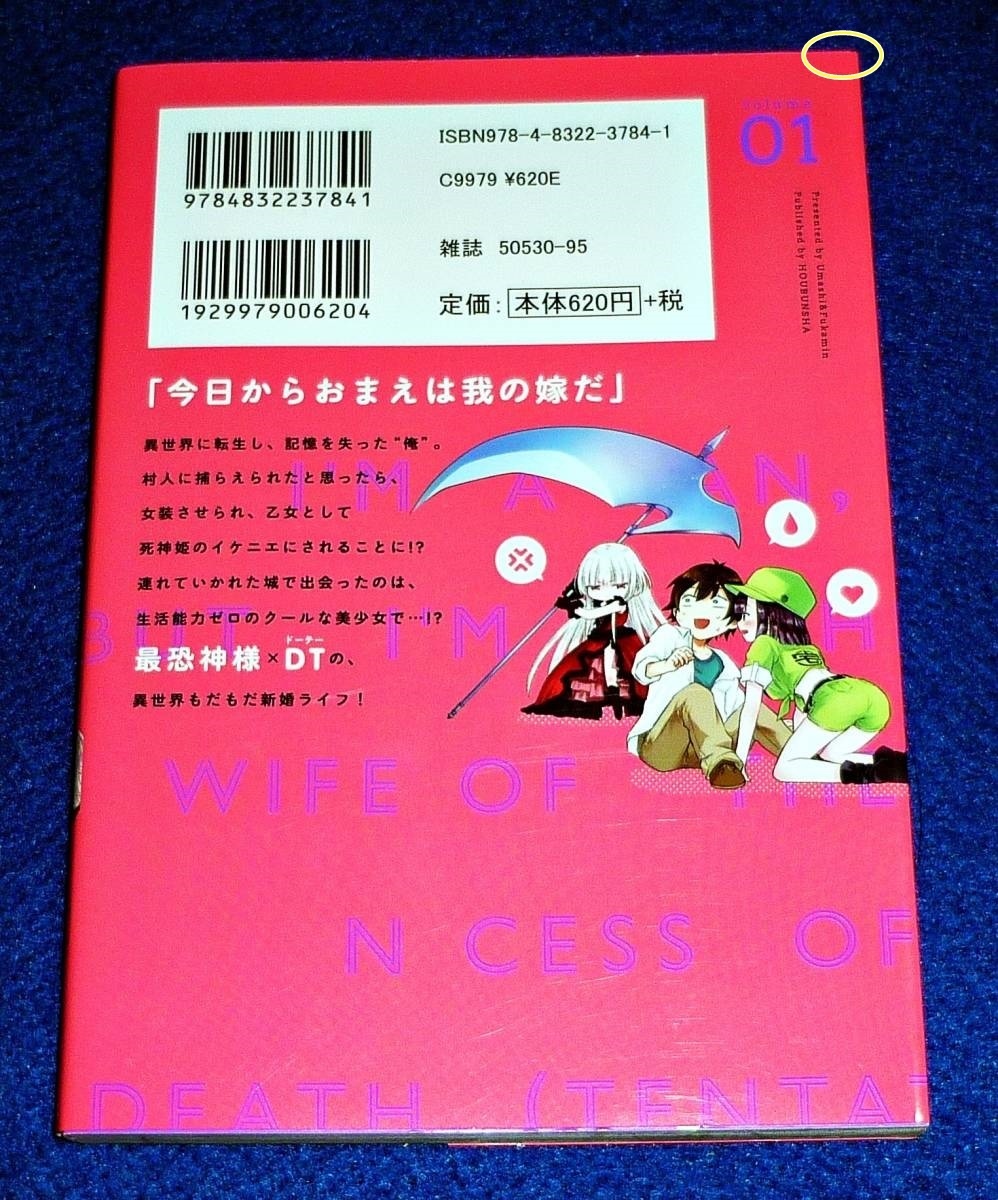 ISBN978-4-8322-3784-1
C9979 ¥620E
9784832237841
雑誌 50530-95
1929979006204
定価: 本体620円+税
volume
01
Presented by Umashi&Fukamin
Published by HOUBUNSHA
「今日からおまえは我の嫁だ」
異世界に転生し、記憶を失った“俺”。
村人に捕らえられたと思ったら、
女装させられ、乙女として
死神姫のイケニエにされることに!?
連れていかれた城で出会ったのは、
生活能力ゼロのクールな美少女で…!?
ドーテー
最恐神様×DTの、
異世界もだもだ新婚ライフ!
I'M A AN,
BUT I'M H
WIFE OF THE
N CESS OF
DEATH (TENTAT
宅